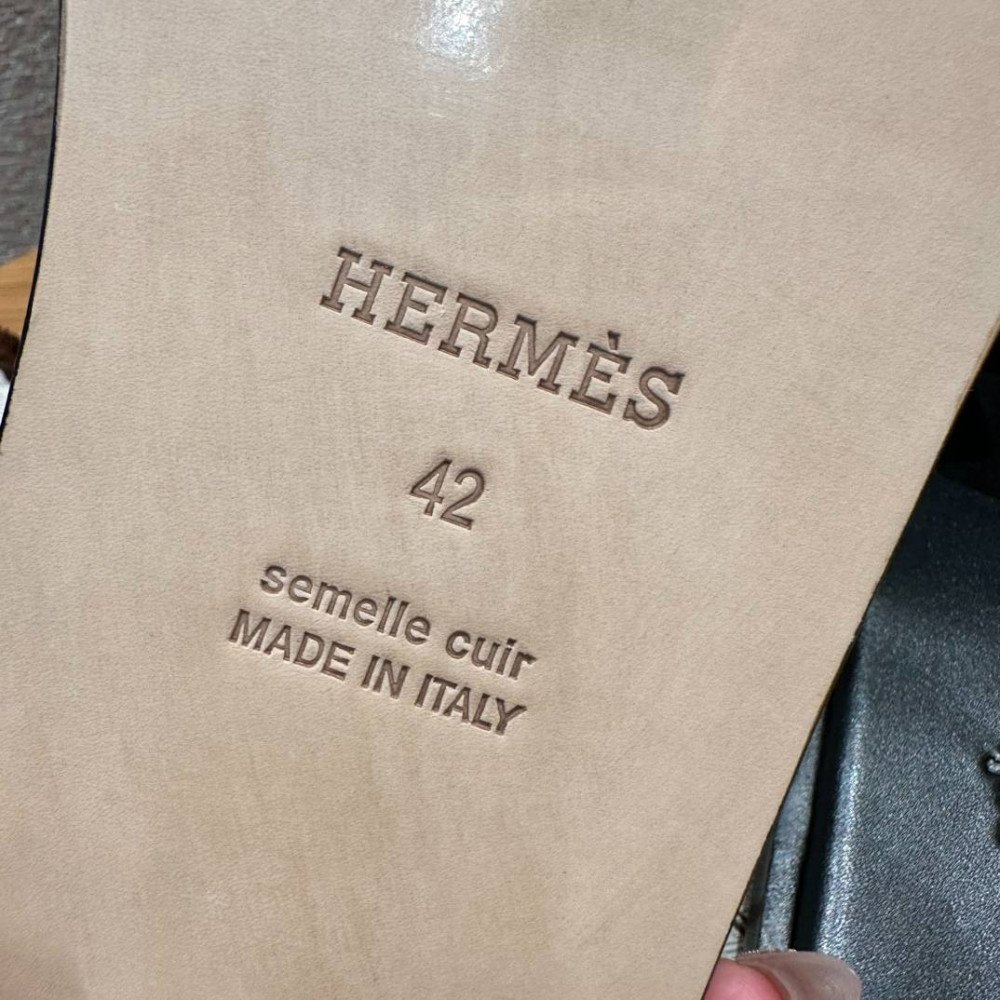 HERMÈS
42
semelle cuir
MADE IN ITALY